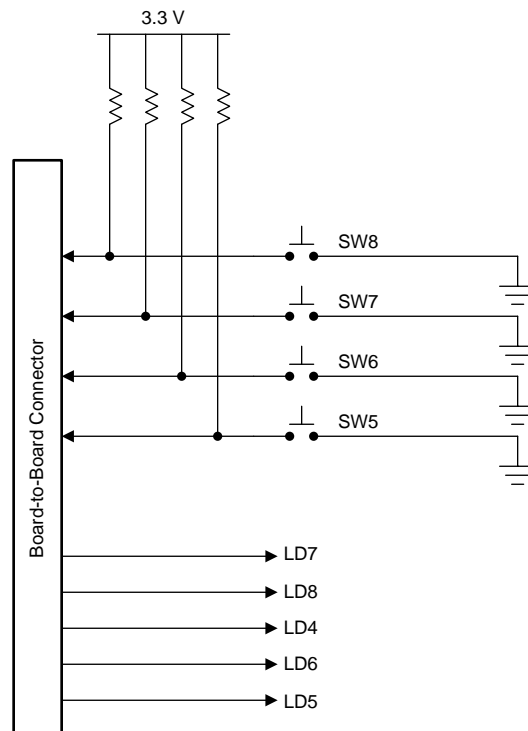 3.3 V
SW8
SW7
SW6
SW5
Board-to-Board Connector
LD7
LD8
LD4
LD6
LD5